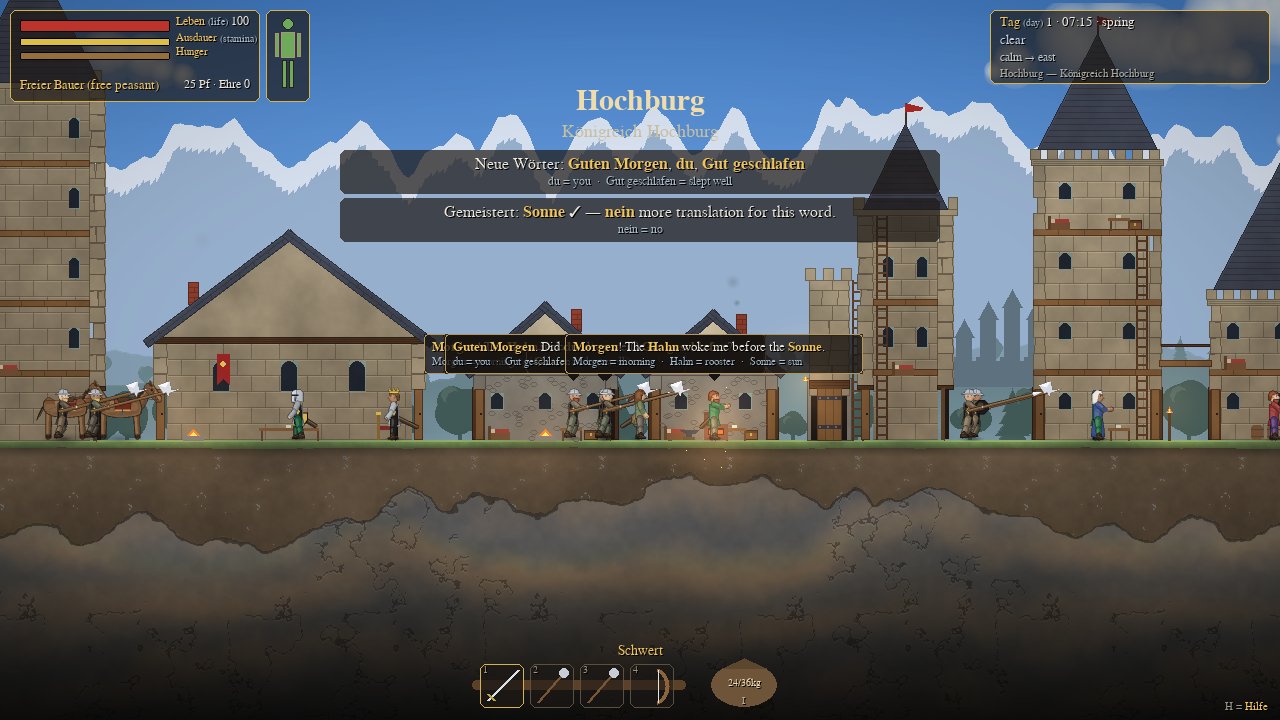 Leben (life) 100
Ausdauer (stamina)
Hunger
Freier Bauer (free peasant) 25 Pf · Ehre 0
Tag (day) 1 · 07:15 · spring
clear
calm → east
Hochburg — Königreich Hochburg
Hochburg
Königreich Hochburg
Neue Wörter: Guten Morgen, du, Gut geschlafen
du = you · Gut geschlafen = slept well
Gemeistert: Sonne ✓ — nein more translation for this word.
nein = no
Guten Morgen. Did
du = you · Gut geschlafe
Morgen! The Hahn woke me before the Sonne.
Morgen = morning · Hahn = rooster · Sonne = sun
Schwert
1 2 3 4
24/36kg
I
H = Hilfe